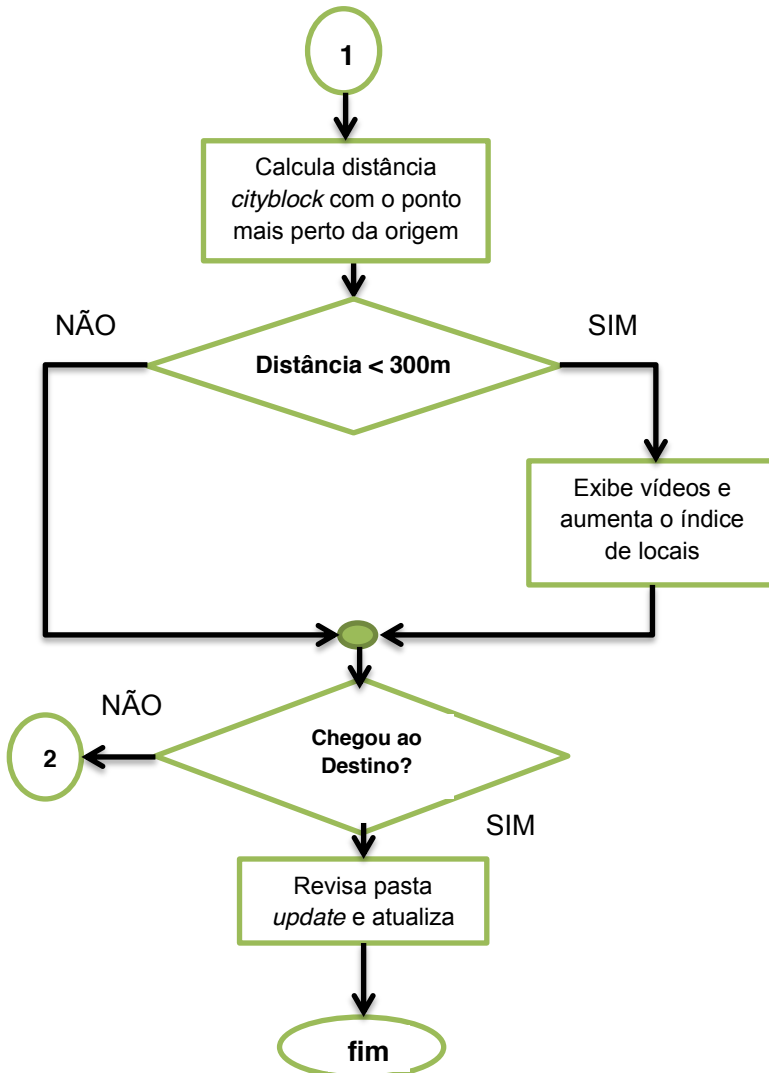 1
Calcula distância
cityblock com o ponto
mais perto da origem
NÃO
SIM
Distância < 300m
Exibe vídeos e
aumenta o índice
de locais
NÃO
Chegou ao
Destino?
2
SIM
Revisa pasta
update e atualiza
fim